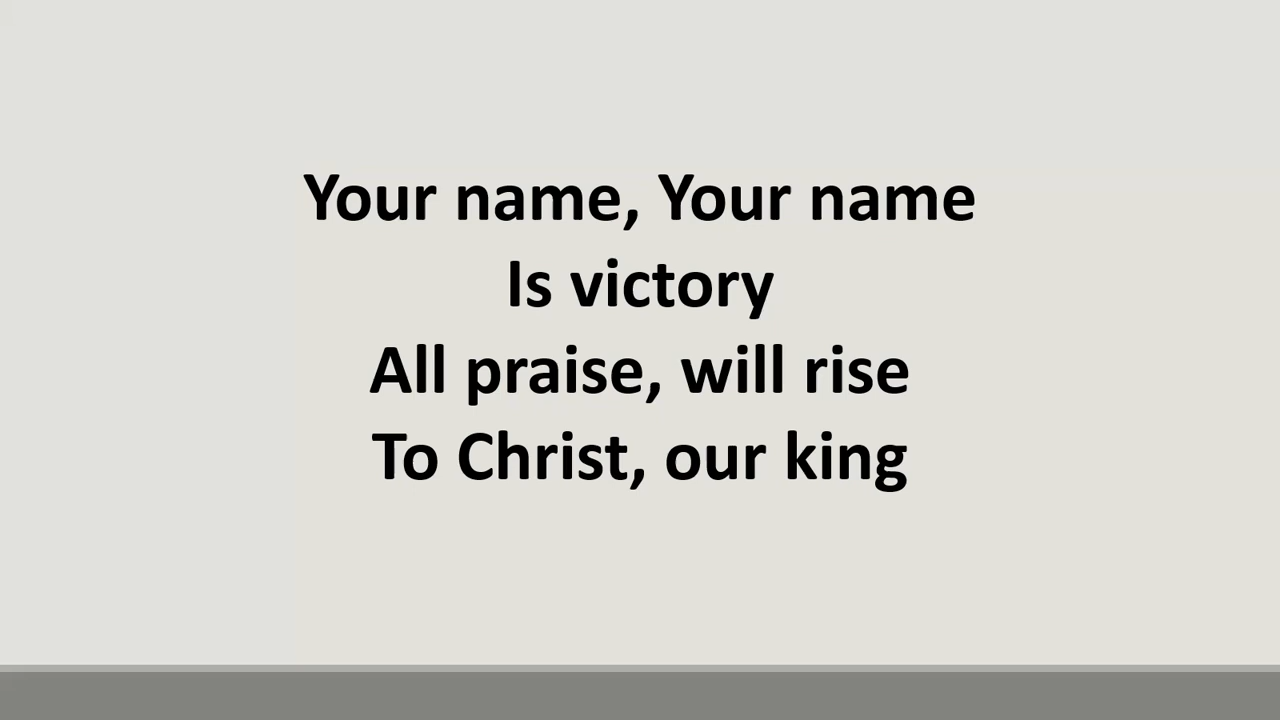 Your name, Your name
Is victory
All praise, will rise
To Christ, our king